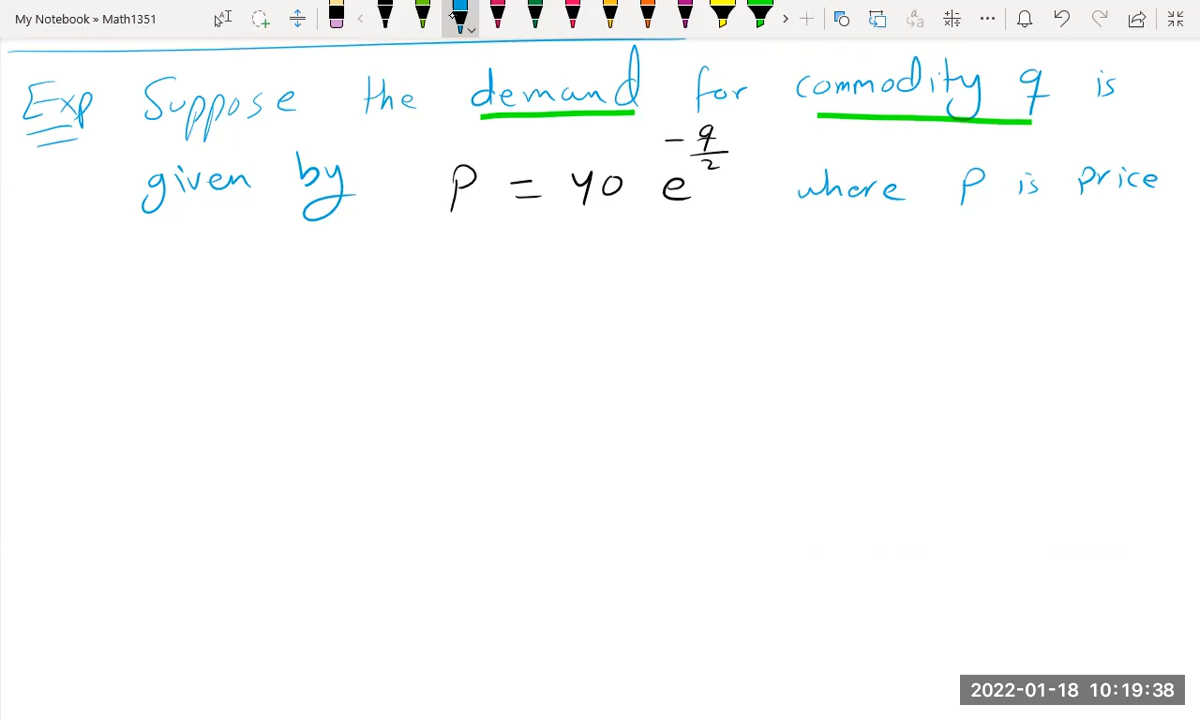 My Notebook » Math1351
Exp Suppose the demand for commodity q is
given by P = 40 e^{-q/2} where P is price
2022-01-18 10:19:38